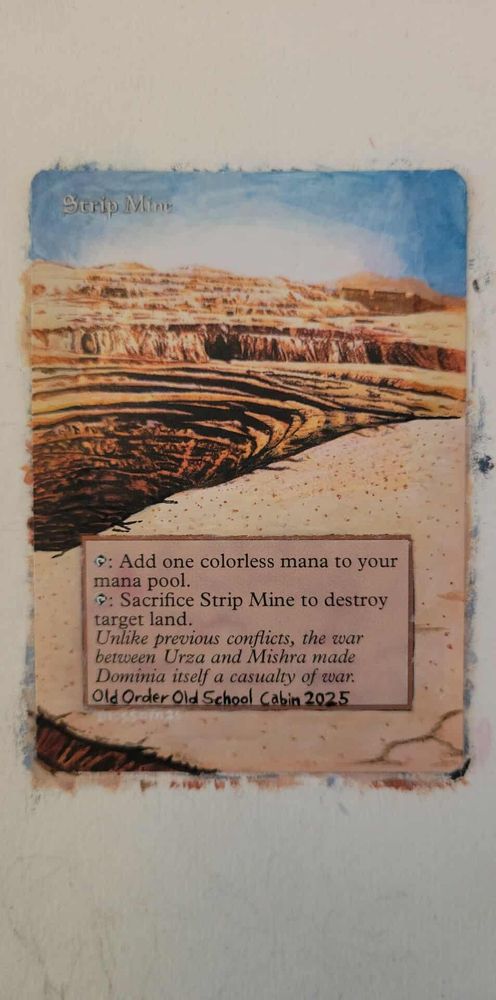 Strip Mine
: Add one colorless mana to your
mana pool.
: Sacrifice Strip Mine to destroy
target land.
Unlike previous conflicts, the war
between Urza and Mishra made
Dominia itself a casualty of war.
Old Order Old School Cabin 2025